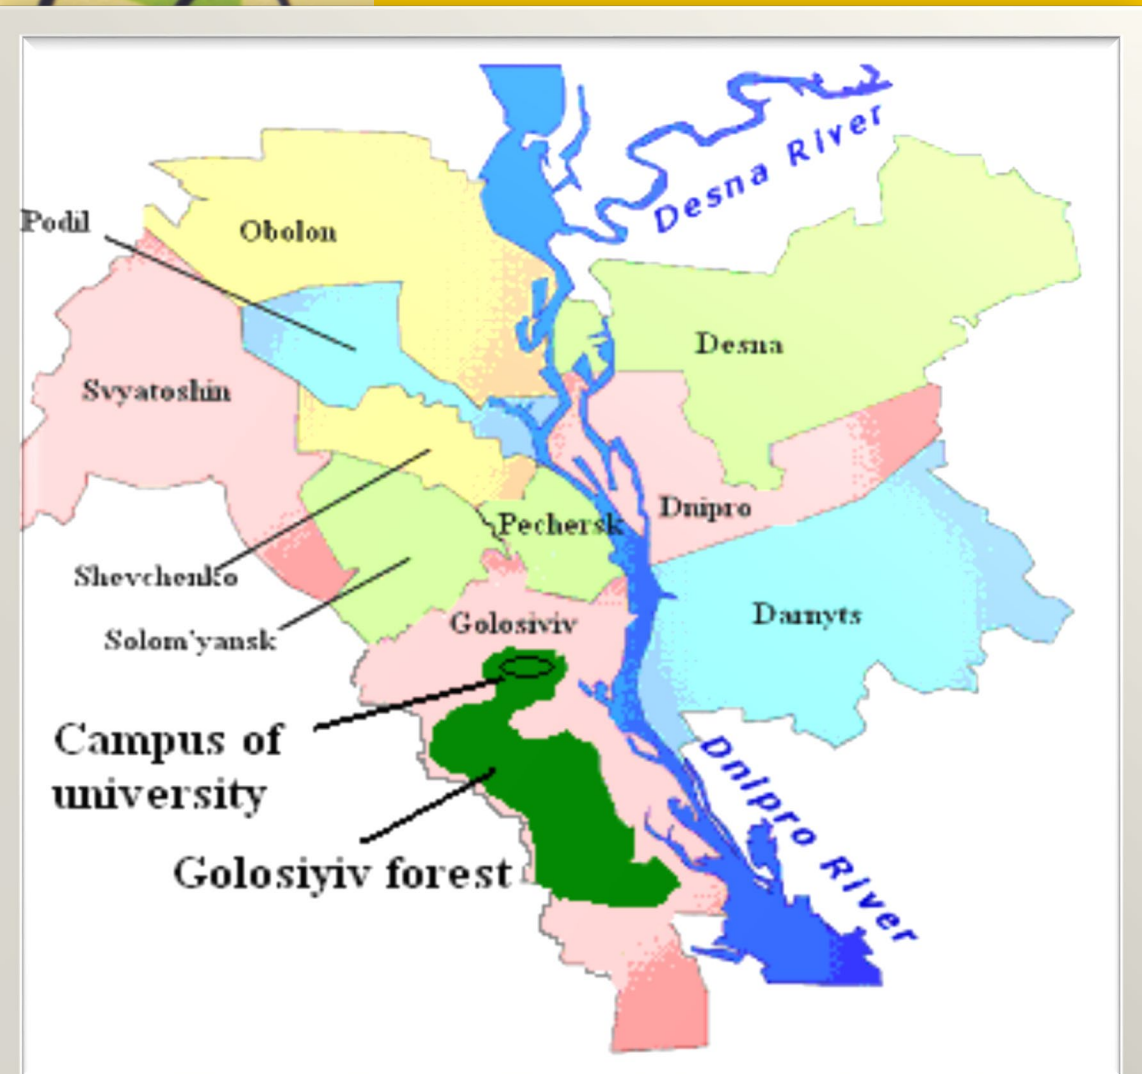 Desna River
Podil
Obolon
Desna
Svyatoshin
Dnipro
Pechersk
Shevchenko
Darnyts
Golosiviv
Solom'yansk
Campus of
university
Dnipro River
Golosiyiv forest